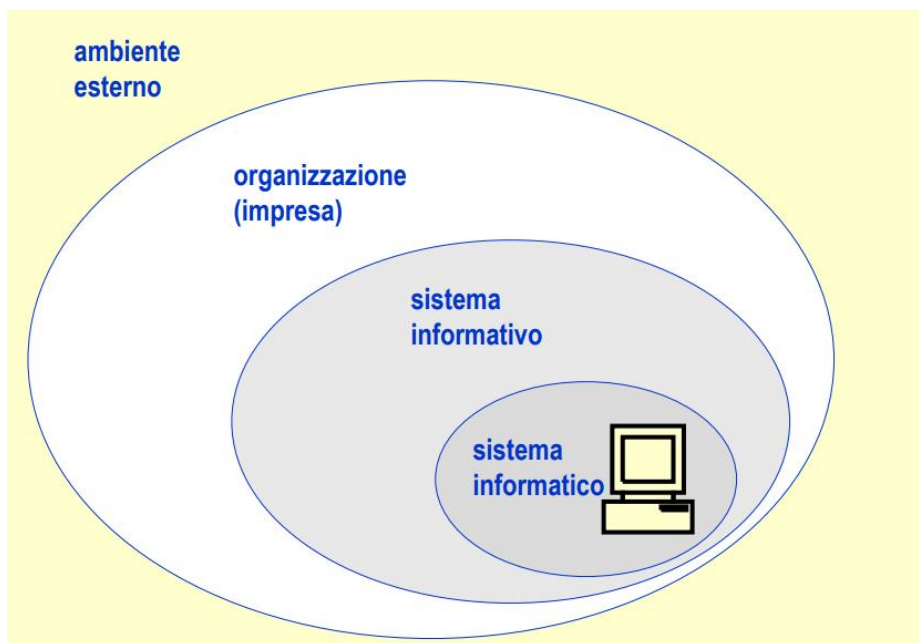 ambiente
esterno
organizzazione
(impresa)
sistema
informativo
sistema
informatico